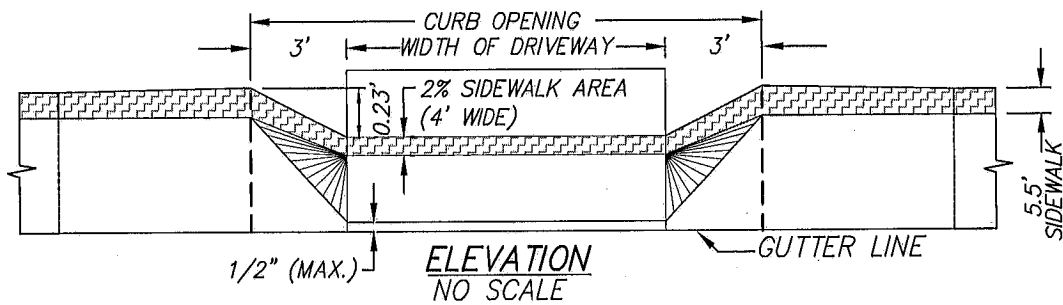 CURB OPENING
3' WIDTH OF DRIVEWAY 3'
0.23'
2% SIDEWALK AREA
(4' WIDE)
5.5'
SIDEWALK
1/2" (MAX.)
ELEVATION
NO SCALE
GUTTER LINE